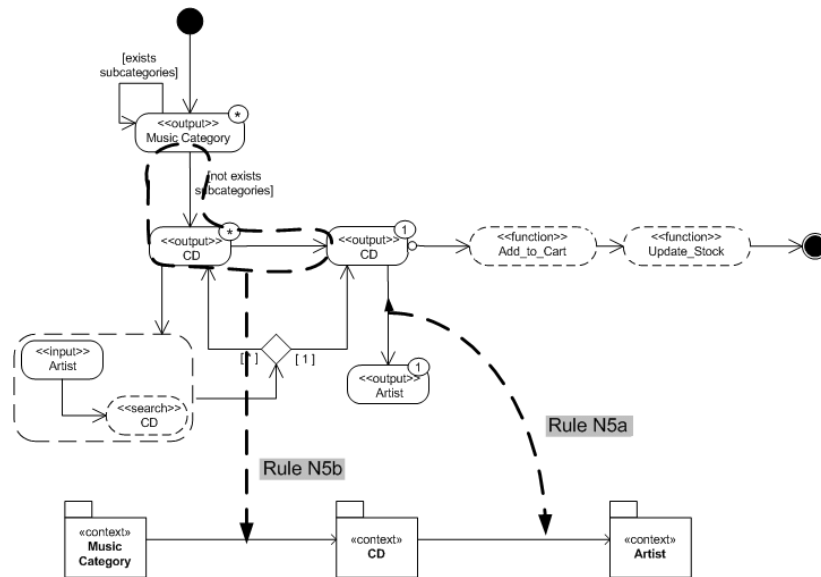 [exists
subcategories]
*
<<output>>
Music Category
[not exists
subcategories]
*
<<output>>
CD
1
<<output>>
CD
<<function>>
Add_to_Cart
<<function>>
Update_Stock
<<input>>
Artist
<<search>>
CD
[ 1 ]
1
<<output>>
Artist
Rule N5b
Rule N5a
«context»
Music
Category
«context»
CD
«context»
Artist